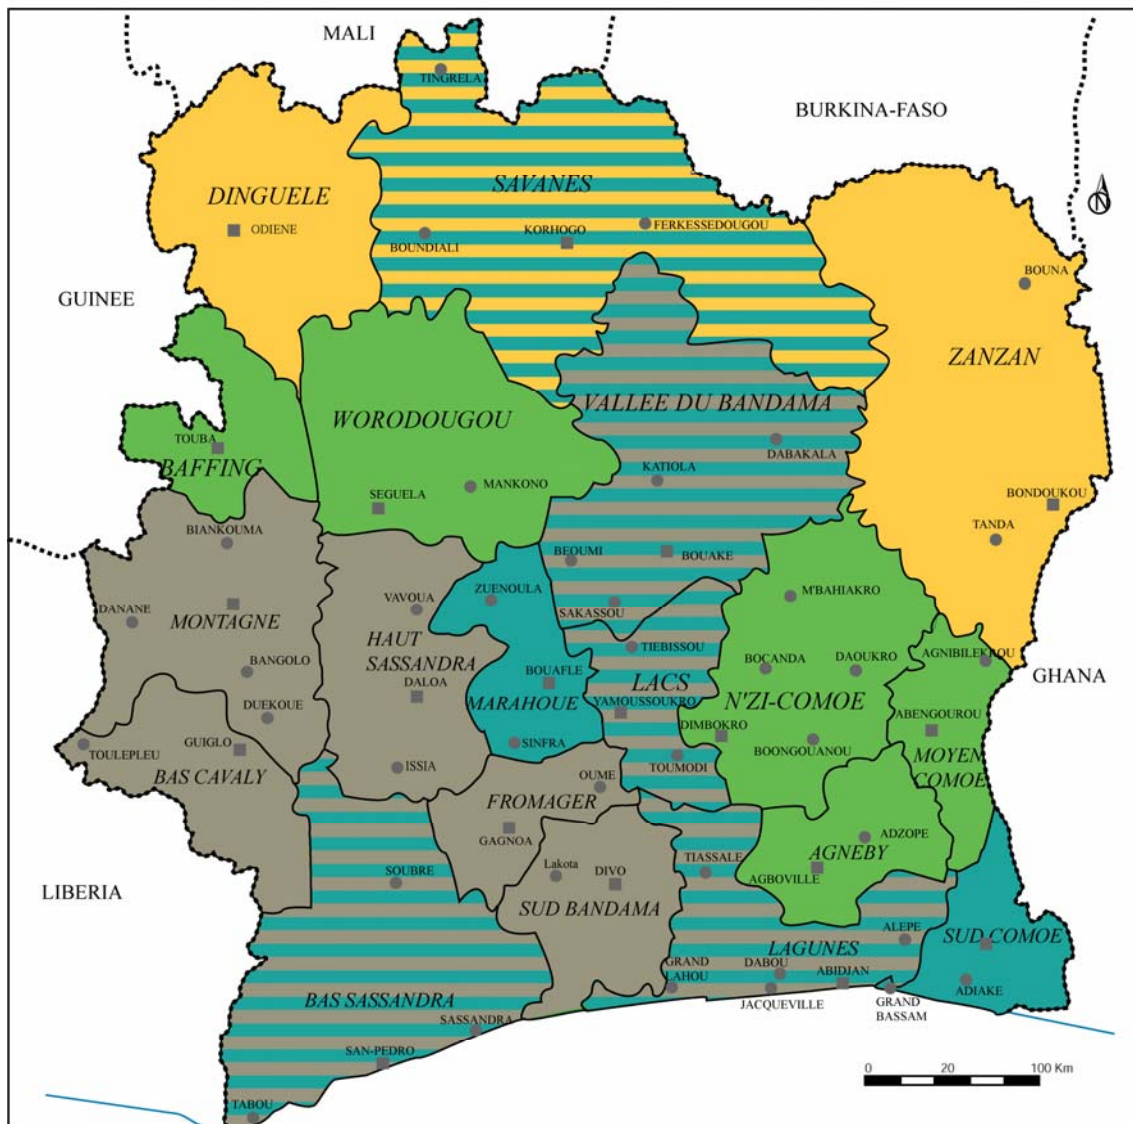 MALI
TINGRELA
BURKINA-FASO
SAVANES
DINGUELE
N
ODIENE
BOUNDIALI
KORHOGO
FERKESSEDOUGOU
BOUNA
GUINEE
ZANZAN
VALLEE DU BANDAMA
WORODOUGOU
TOUBA
BAFFING
DABAKALA
KATIOLA
SEGUELA
MANKONO
BONDOUKOU
TANDA
BIANKOUMA
BEOUMI
BOUAKE
ZUENOULA
VAVOUA
SAKASSOU
M'BAHIAKRO
DANANE
MONTAGNE
HAUT
SASSANDRA
TIEBISSOU
AGNIBILEKROU
BANGOLO
BOUAFLE
LACS
BOCANDA
DAOUKRO
GHANA
DALOA
MARAHOUE
YAMOUSSOUKRO
N'ZI-COMOE
DUEKOUE
DIMBOKRO
ABENGOUROU
TOULEPLEU
GUIGLO
SINFRA
BOONGOUANOU
MOYEN
COMOE
BAS CAVALY
ISSIA
TOUMODI
OUME
FROMAGER
GAGNOA
ADZOPE
AGNEBY
LIBERIA
SOUBRE
Lakota
DIVO
TIASSALE
AGBOVILLE
SUD BANDAMA
ALEPE
SUD COMOE
LAGUNES
GRAND
LAHOU
DABOU
ABIDJAN
ADIAKE
BAS SASSANDRA
JACQUEVILLE
GRAND
BASSAM
SASSANDRA
SAN-PEDRO
TABOU
0 20 100 Km